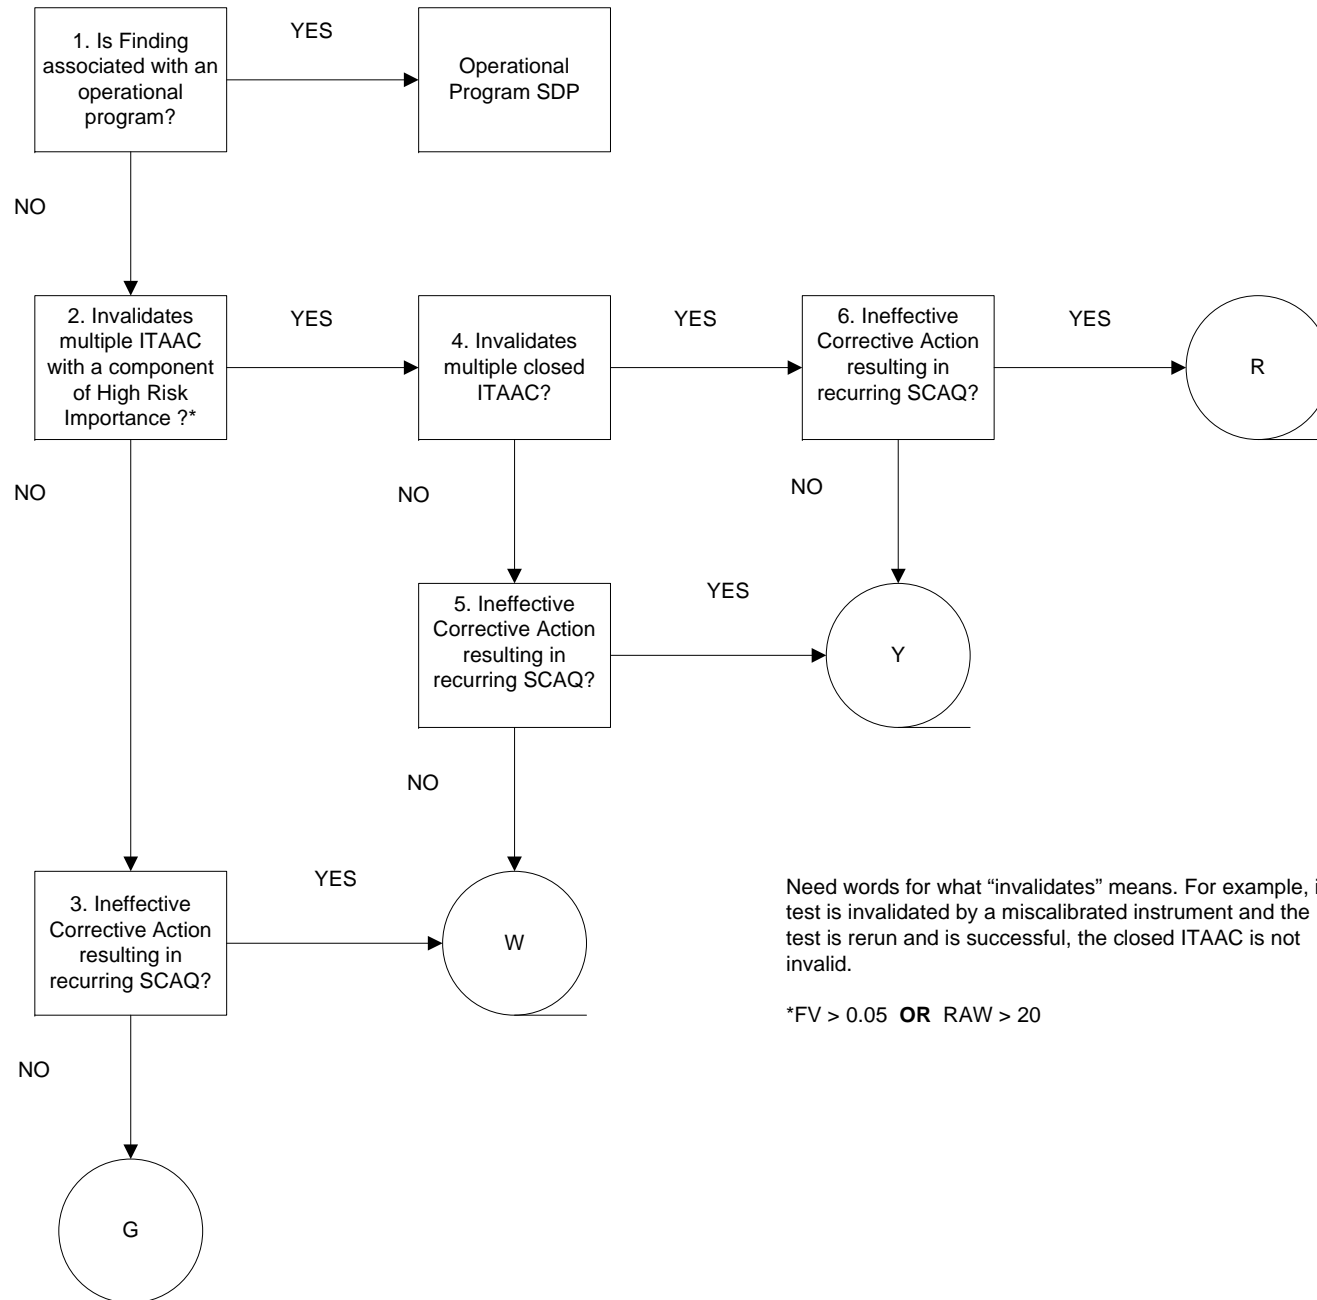 1. Is Finding
associated with an
operational
program?
YES
Operational
Program SDP
NO
2. Invalidates
multiple ITAAC
with a component
of High Risk
Importance ?*
YES
4. Invalidates
multiple closed
ITAAC?
YES
6. Ineffective
Corrective Action
resulting in
recurring SCAQ?
YES
R
NO
NO
NO
5. Ineffective
Corrective Action
resulting in
recurring SCAQ?
YES
Y
NO
3. Ineffective
Corrective Action
resulting in
recurring SCAQ?
YES
W
Need words for what “invalidates” means. For example,
test is invalidated by a miscalibrated instrument and the
test is rerun and is successful, the closed ITAAC is not
invalid.
*FV > 0.05 OR RAW > 20
NO
G